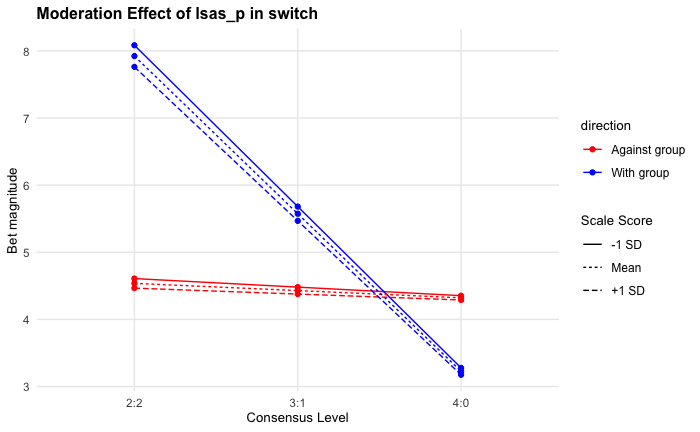 Moderation Effect of lsas_p in switch
8
7
6
5
4
3
Bet magnitude
2:2
3:1
4:0
Consensus Level
direction
Against group
With group
Scale Score
-1 SD
Mean
+1 SD